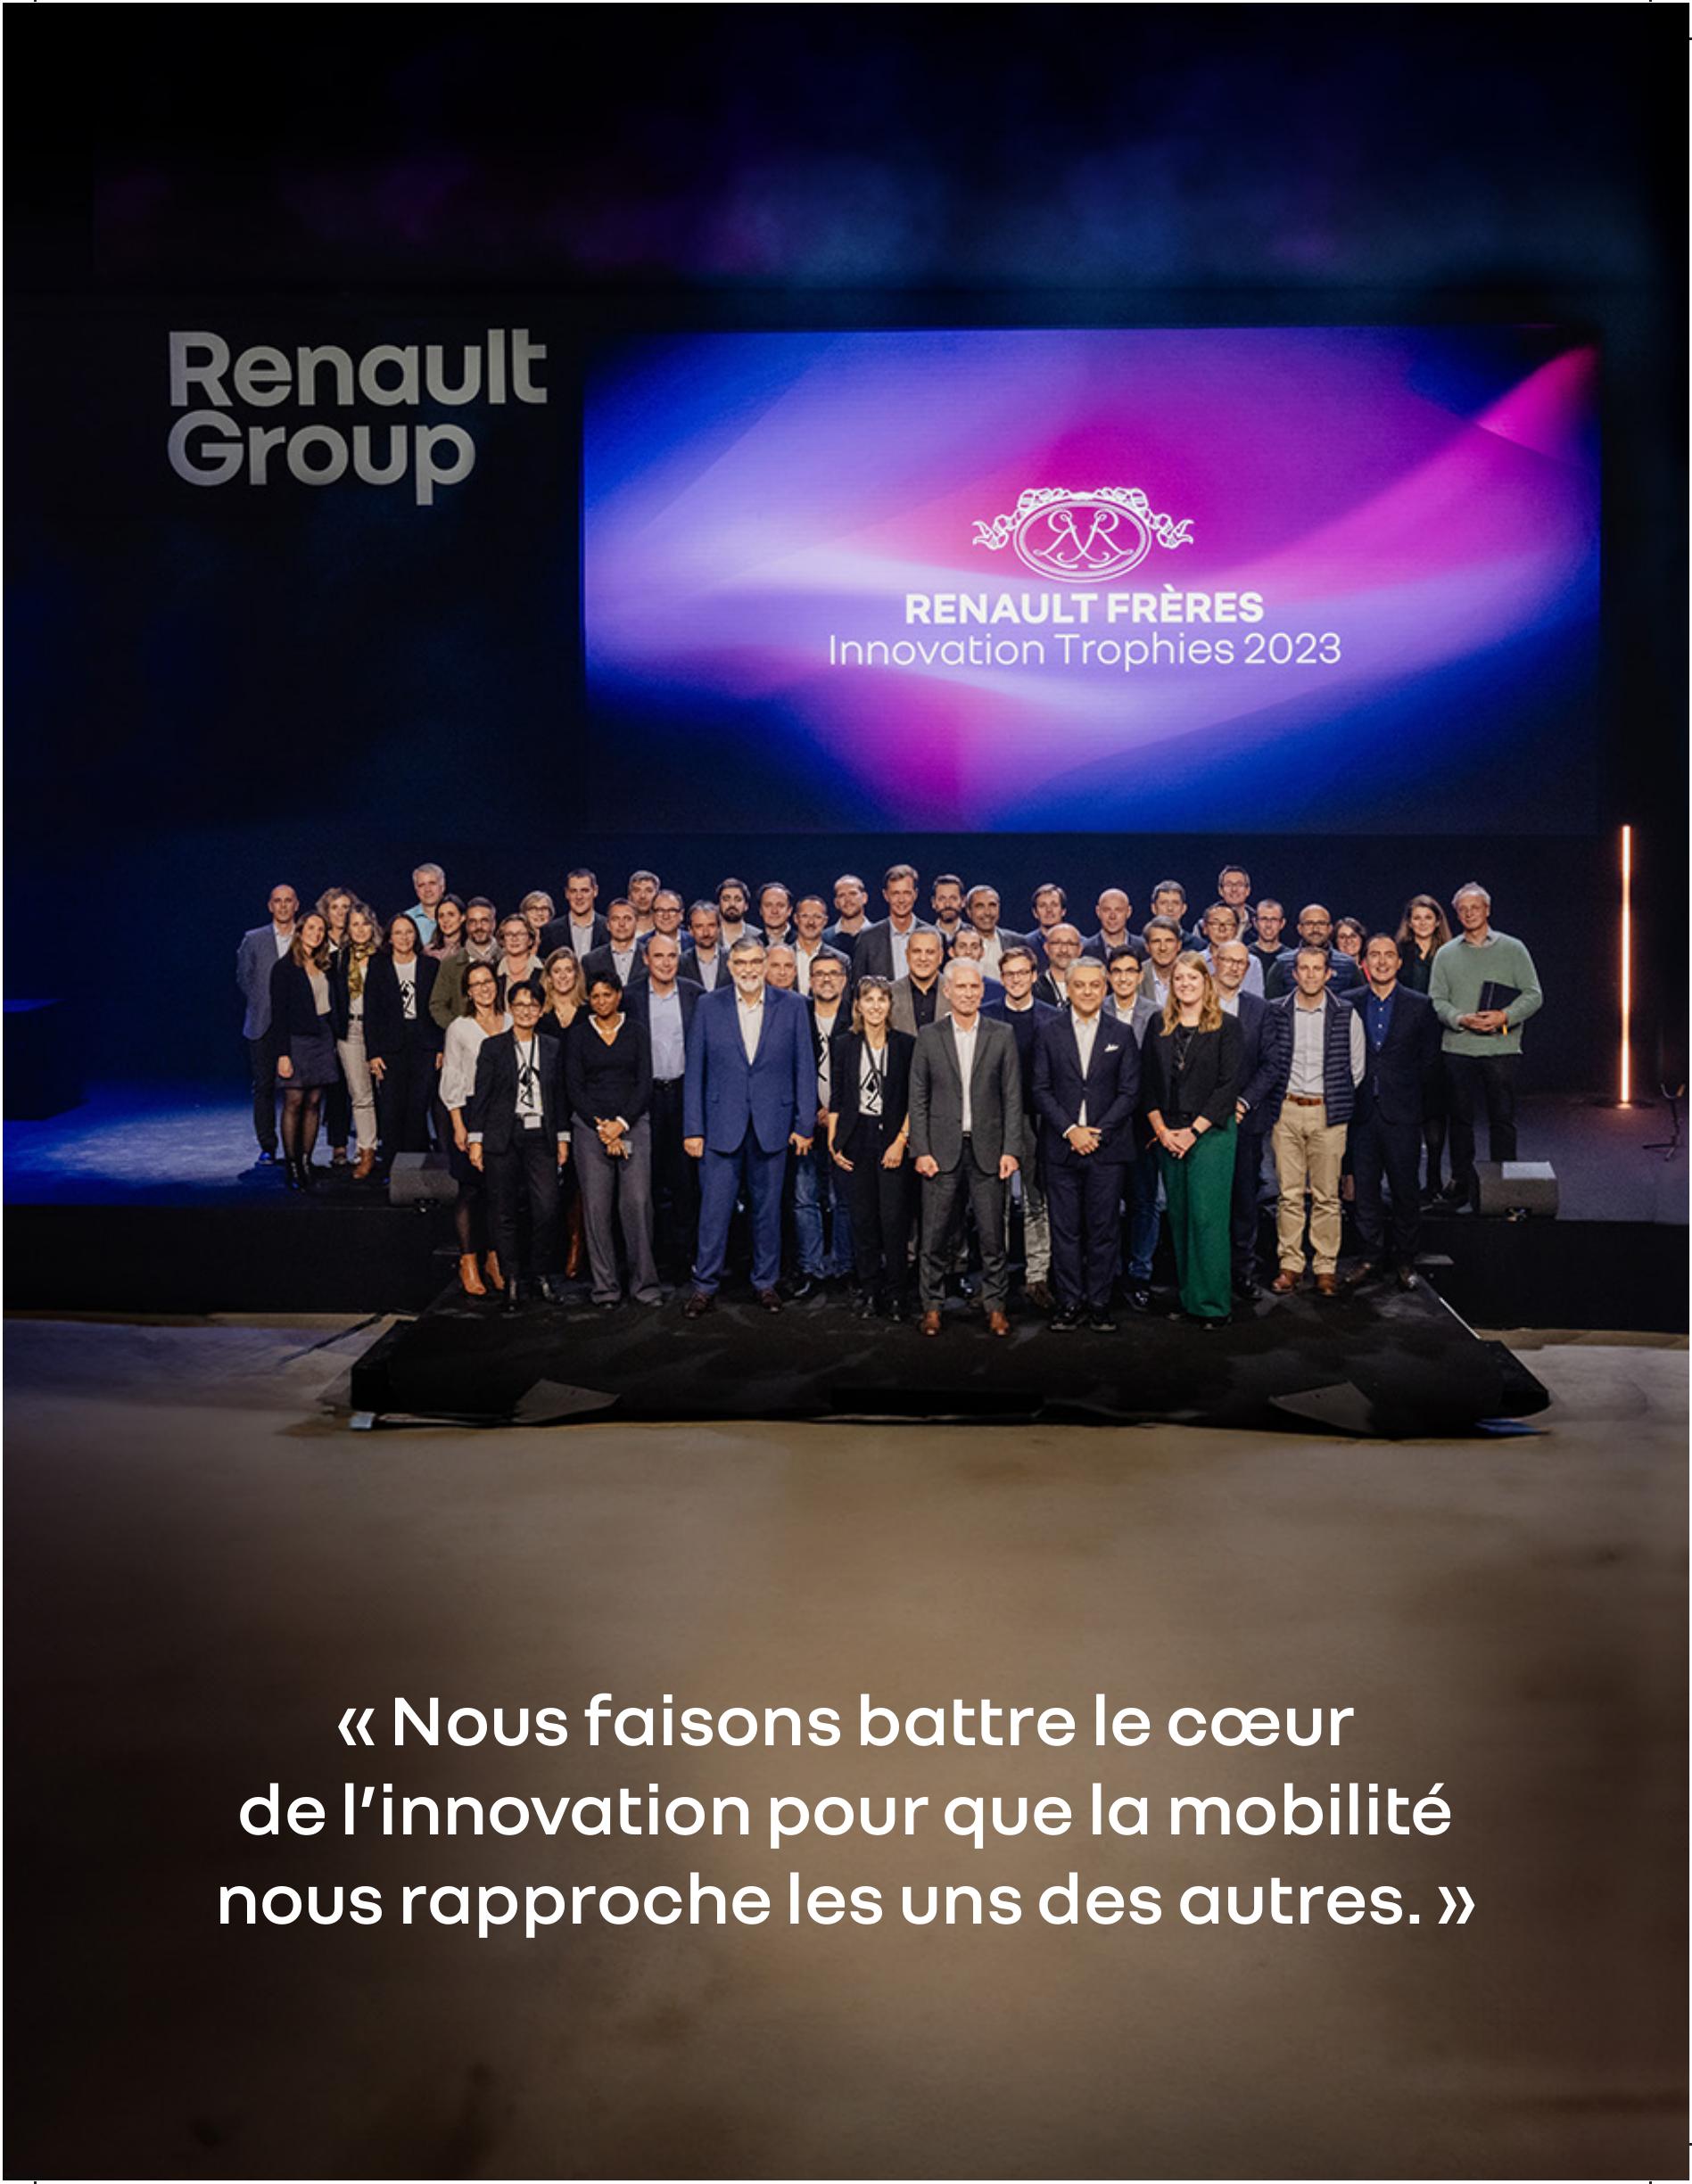 Renault
Group
RENAULT FRÈRES
Innovation Trophies 2023
« Nous faisons battre le cœur
de l’innovation pour que la mobilité
nous rapproche les uns des autres. »